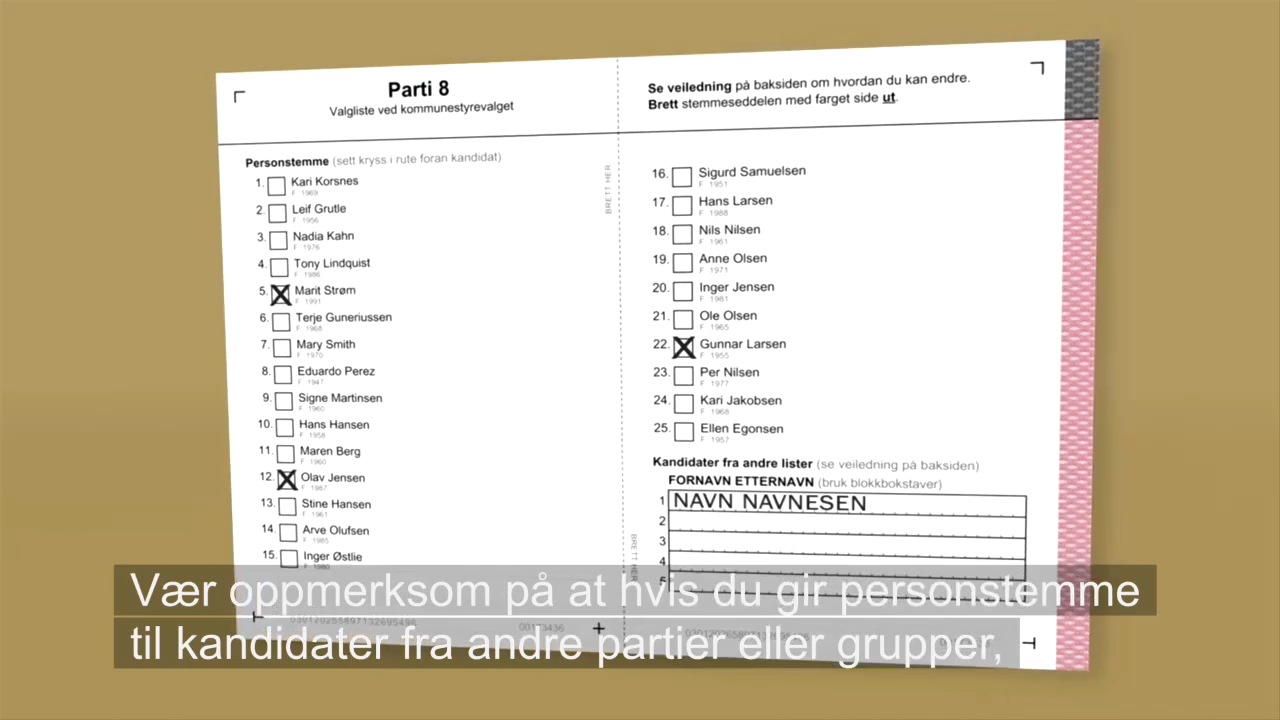 Parti 8
Valgliste ved kommunestyrevalget
Se veiledning på baksiden om hvordan du kan endre.
Brett stemmeseddelen med farget side ut.
Personstemme (sett kryss i rute foran kandidat)
1. Kari Korsnes
F 1969
2. Leif Grutle
F 1956
3. Nadia Kahn
F 1976
4. Tony Lindquist
F 1986
5. Marit Strøm
F 1991
6. Terje Guneriussen
F 1968
7. Mary Smith
F 1970
8. Eduardo Perez
F 1947
9. Signe Martinsen
F 1960
10. Hans Hansen
F 1958
11. Maren Berg
F 1960
12. Olav Jensen
F 1967
13. Stine Hansen
F 1961
14. Arve Olufsen
F 1985
15. Inger Østlie
F 1980
BRETT HER
BRETT HER
16. Sigurd Samuelsen
F 1951
17. Hans Larsen
F 1988
18. Nils Nilsen
F 1961
19. Anne Olsen
F 1971
20. Inger Jensen
F 1981
21. Ole Olsen
F 1965
22. Gunnar Larsen
F 1955
23. Per Nilsen
F 1977
24. Kari Jakobsen
F 1968
25. Ellen Egonsen
F 1957
Kandidater fra andre lister (se veiledning på baksiden)
FORNAVN ETTERNAVN (bruk blokkbokstaver)
1 NAVN NAVNESEN
2
3
4
5
Vær oppmerksom på at hvis du gir personstemme
til kandidater fra andre partier eller grupper,